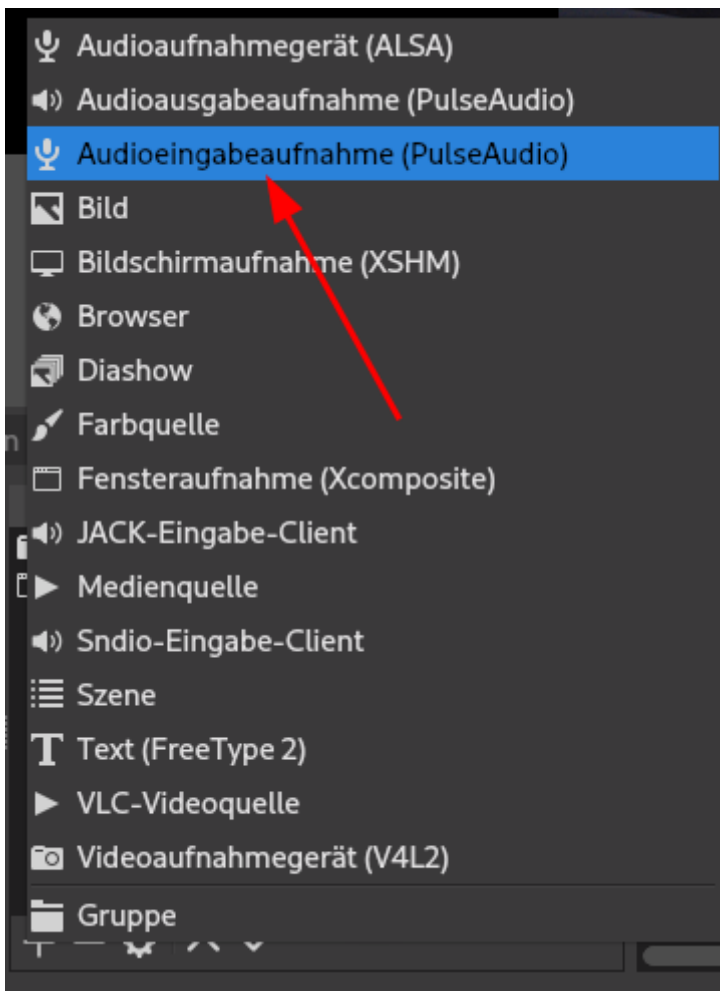 Audioaufnahmegerät (ALSA)
Audioausgabeaufnahme (PulseAudio)
Audioeingabeaufnahme (PulseAudio)
Bild
Bildschirmaufnahme (XSHM)
Browser
Diashow
Farbquelle
n
Fensteraufnahme (Xcomposite)
JACK-Eingabe-Client
Medienquelle
Sndio-Eingabe-Client
Szene
Text (FreeType 2)
VLC-Videoquelle
Videoaufnahmegerät (V4L2)
Gruppe